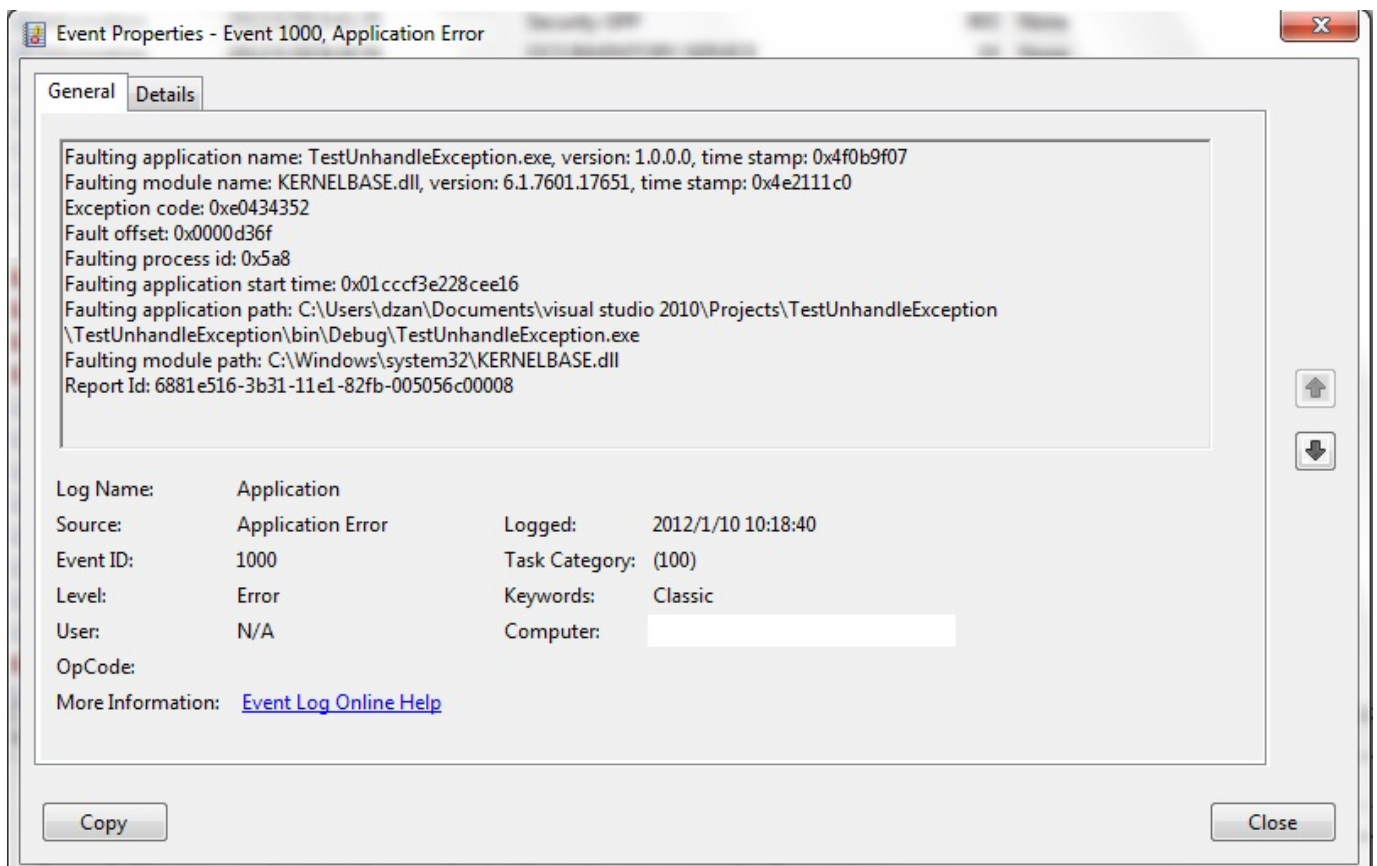 Event Properties - Event 1000, Application Error
General Details
Faulting application name: TestUnhandleException.exe, version: 1.0.0.0, time stamp: 0x4f0b9f07
Faulting module name: KERNELBASE.dll, version: 6.1.7601.17651, time stamp: 0x4e2111c0
Exception code: 0xe0434352
Fault offset: 0x0000d36f
Faulting process id: 0x5a8
Faulting application start time: 0x01cccf3e228cee16
Faulting application path: C:\Users\dzan\Documents\visual studio 2010\Projects\TestUnhandleException
\TestUnhandleException\bin\Debug\TestUnhandleException.exe
Faulting module path: C:\Windows\system32\KERNELBASE.dll
Report Id: 6881e516-3b31-11e1-82fb-005056c00008
Log Name: Application
Source: Application Error Logged: 2012/1/10 10:18:40
Event ID: 1000 Task Category: (100)
Level: Error Keywords: Classic
User: N/A Computer:
OpCode:
More Information: Event Log Online Help
Copy Close